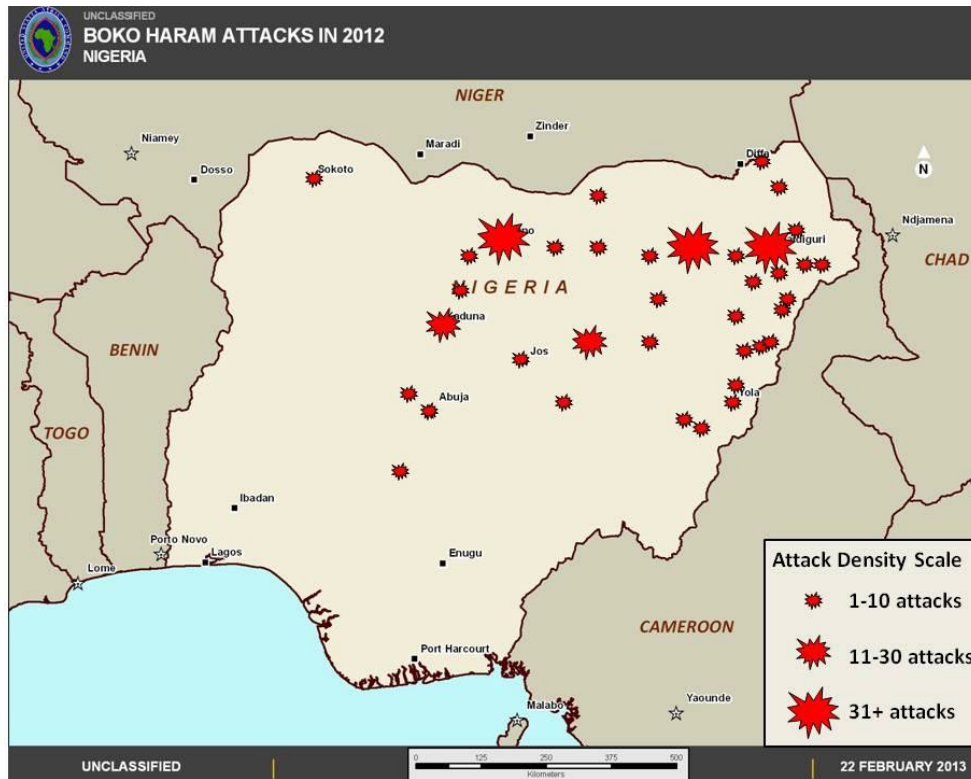 UNCLASSIFIED
BOKO HARAM ATTACKS IN 2012
NIGERIA
NIGER
Zinder
Niamey
Maradi
Diffa
Dosso
Sokoto
N
Ndjamena
CHAD
NIGERIA
BENIN
Jos
Abuja
Yola
TOGO
Ibadan
Porto Novo
Lagos
Enugu
Lome
Attack Density Scale
1-10 attacks
11-30 attacks
31+ attacks
CAMEROON
Port Harcourt
Malabo
Yaounde
UNCLASSIFIED
0 125 250 375 500
Kilometers
22 FEBRUARY 2013